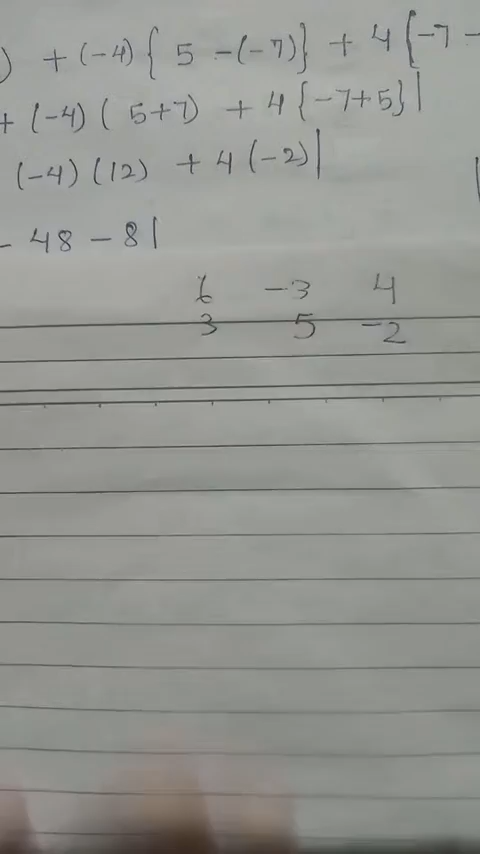 ) + (-4) { 5 - (-7)} + 4 { -7 -
+ (-4) ( 5+7) + 4 { -7+5} |
(-4) (12) + 4 (-2) |
- 48 - 8 |
6 -3 4
3 5 -2